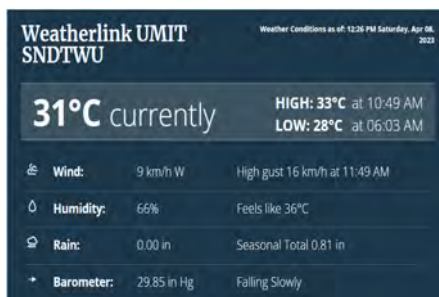 Weatherlink UMIT
SNDTWU
Weather Conditions as of: 12:26 PM Saturday, Apr 08,
2023
31°C currently
HIGH: 33°C at 10:49 AM
LOW: 28°C at 06:03 AM
Wind: 9 km/h W High gust 16 km/h at 11:49 AM
Humidity: 66% Feels like 36°C
Rain: 0.00 in Seasonal Total 0.81 in
Barometer: 29.85 in Hg Falling Slowly